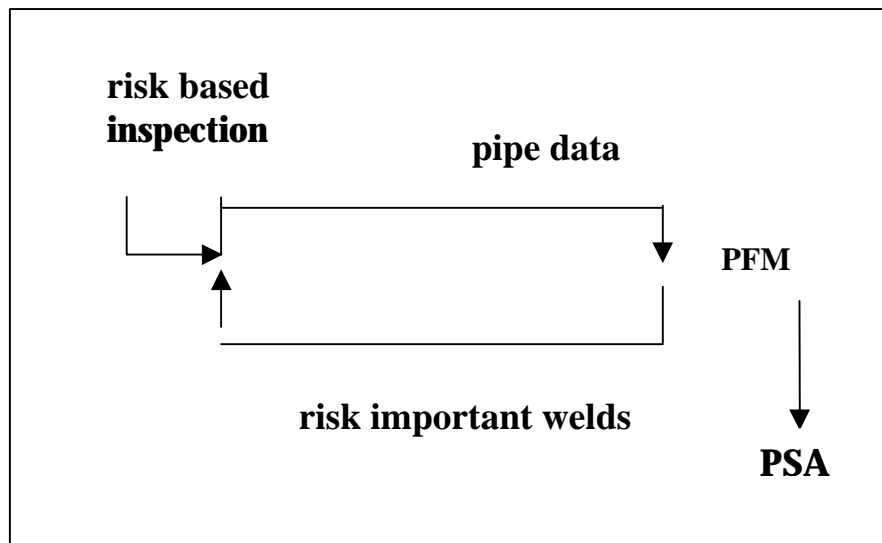 risk based
inspection
pipe data
PFM
risk important welds
PSA